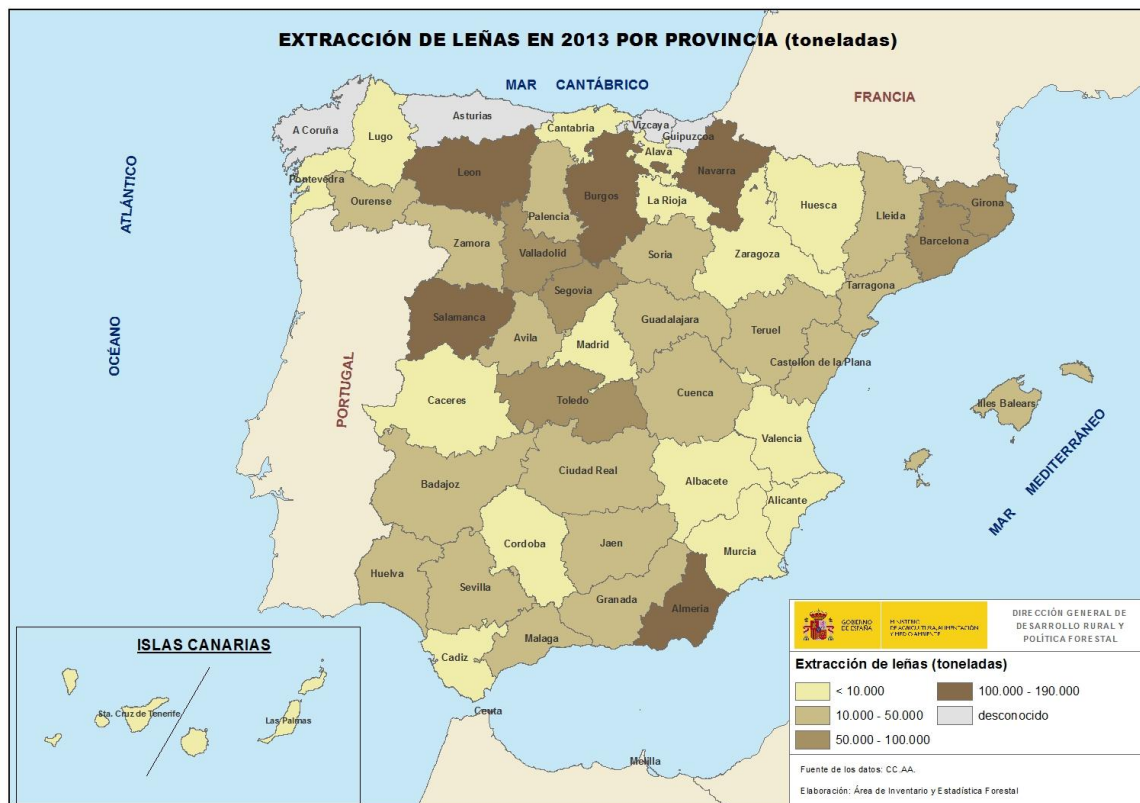 EXTRACCIÓN DE LEÑAS EN 2013 POR PROVINCIA (toneladas)
MAR CANTÁBRICO
FRANCIA
OCÉANO ATLÁNTICO
PORTUGAL
MAR MEDITERRÁNEO
A Coruña
Lugo
Asturias
Cantabria
Vizcaya
Guipuzcoa
Alava
Navarra
Pontevedra
Ourense
Leon
Palencia
Burgos
La Rioja
Huesca
Lleida
Girona
Barcelona
Zamora
Valladolid
Soria
Zaragoza
Tarragona
Segovia
Salamanca
Avila
Madrid
Guadalajara
Teruel
Castellon de la Plana
Caceres
Toledo
Cuenca
Valencia
Illes Balears
Badajoz
Ciudad Real
Albacete
Alicante
Cordoba
Jaen
Murcia
Huelva
Sevilla
Granada
Almeria
Malaga
Cadiz
Ceuta
Melilla
ISLAS CANARIAS
Sta. Cruz de Tenerife
Las Palmas
GOBIERNO
DE ESPAÑA
MINISTERIO
DE AGRICULTURA, ALIMENTACIÓN
Y MEDIO AMBIENTE
DIRECCIÓN GENERAL DE
DESARROLLO RURAL Y
POLÍTICA FORESTAL
Extracción de leñas (toneladas)
< 10.000
10.000 - 50.000
50.000 - 100.000
100.000 - 190.000
desconocido
Fuente de los datos: CC.AA.
Elaboración: Área de Inventario y Estadística Forestal